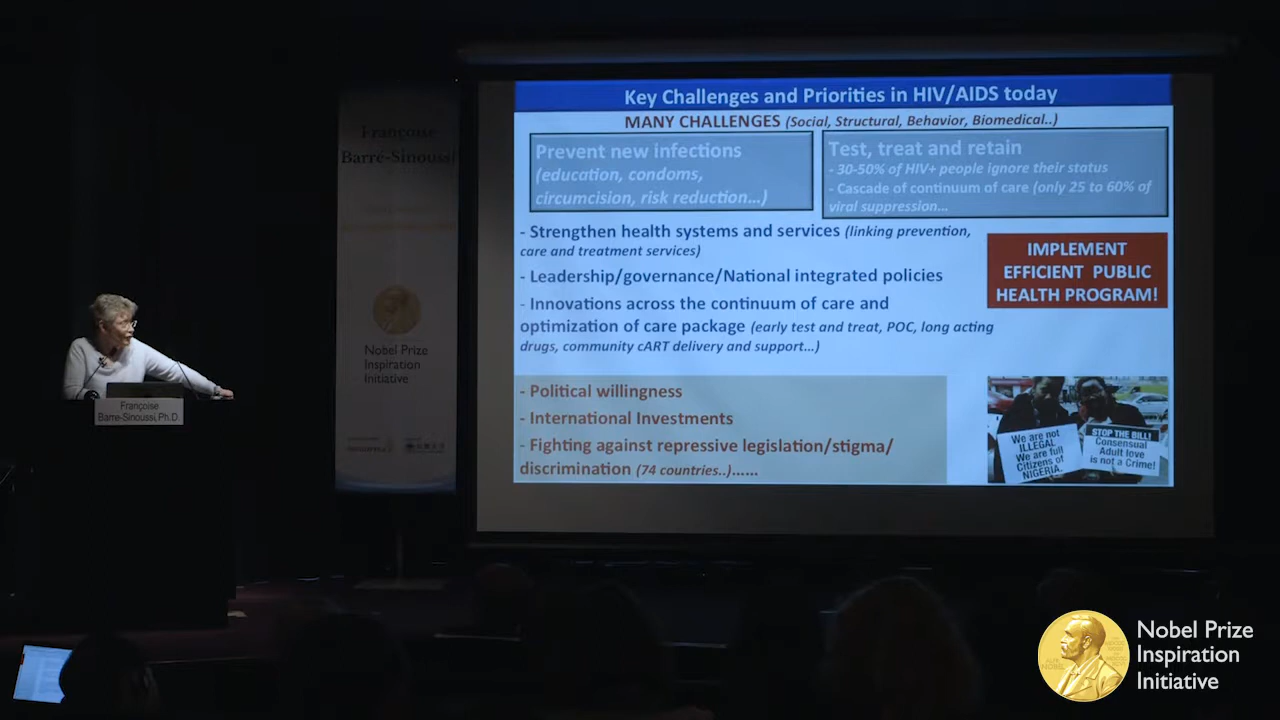 Key Challenges and Priorities in HIV/AIDS today
MANY CHALLENGES (Social, Structural, Behavior, Biomedical..)
Prevent new infections
(education, condoms,
circumcision, risk reduction...)
Test, treat and retain
- 30-50% of HIV+ people ignore their status
- Cascade of continuum of care (only 25 to 60% of
viral suppression...
- Strengthen health systems and services (linking prevention,
care and treatment services)
- Leadership/governance/National integrated policies
- Innovations across the continuum of care and
optimization of care package (early test and treat, POC, long acting
drugs, community cART delivery and support...)
IMPLEMENT
EFFICIENT PUBLIC
HEALTH PROGRAM!
- Political willingness
- International Investments
- Fighting against repressive legislation/stigma/
discrimination (74 countries..)......
We are not
ILLEGAL
We are full
Citizens of
NIGERIA.
STOP THE BILL!
Consensual
Adult love
is not a Crime!
Françoise
Barré-Sinoussi
Nobel Prize
Inspiration
Initiative
Françoise
Barre-Sinoussi, Ph.D.
Nobel Prize
Inspiration
Initiative